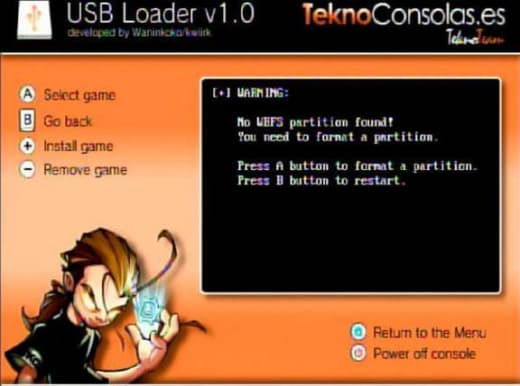 USB Loader v1.0
developed by Waninkoko/kwiirk
TeknoConsolas.es
TeknoTeam
A Select game
B Go back
+ Install game
- Remove game
[+] WARNING:
No WBFS partition found!
You need to format a partition.
Press A button to format a partition.
Press B button to restart.
Return to the Menu
Power off console